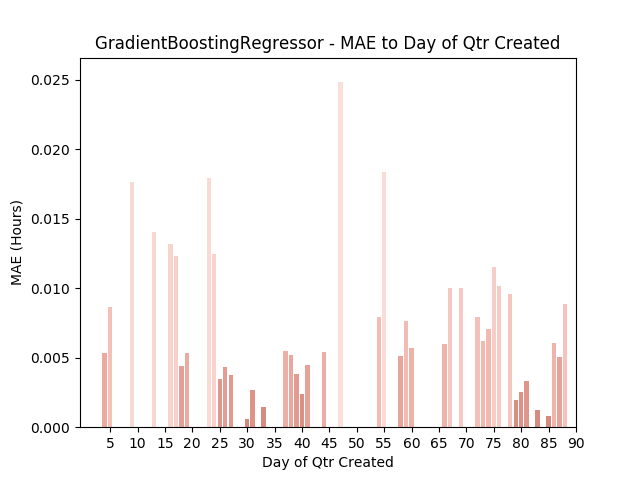 GradientBoostingRegressor - MAE to Day of Qtr Created
0.025
0.020
0.015
0.010
0.005
0.000
MAE (Hours)
5 10 15 20 25 30 35 40 45 50 55 60 65 70 75 80 85 90
Day of Qtr Created